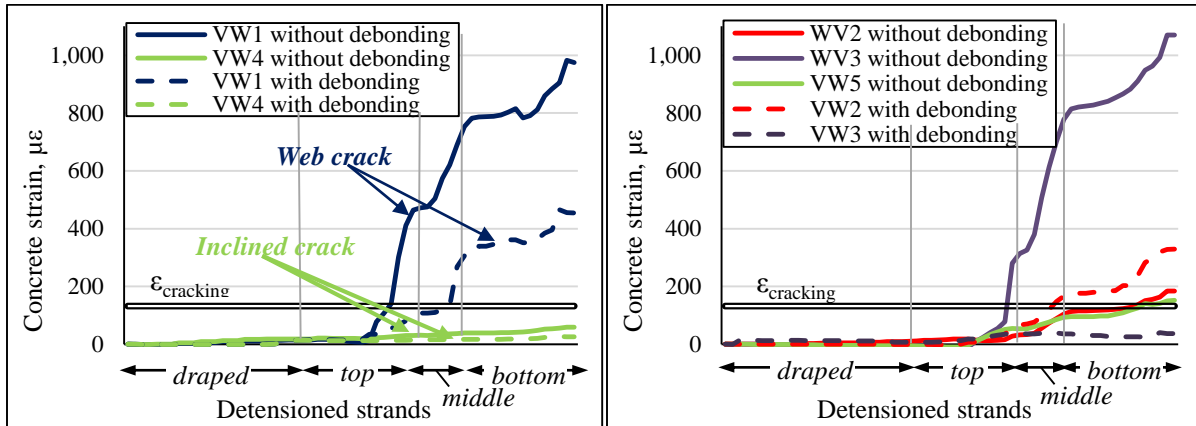 VW1 without debonding
VW4 without debonding
VW1 with debonding
VW4 with debonding
1,000
800
600
400
200
0
Concrete strain, με
Web crack
Inclined crack
εcracking
draped
top
middle
bottom
Detensioned strands
WV2 without debonding
WV3 without debonding
VW5 without debonding
VW2 with debonding
VW3 with debonding
1,000
800
600
400
200
0
Concrete strain, με
εcracking
draped
top
middle
bottom
Detensioned strands